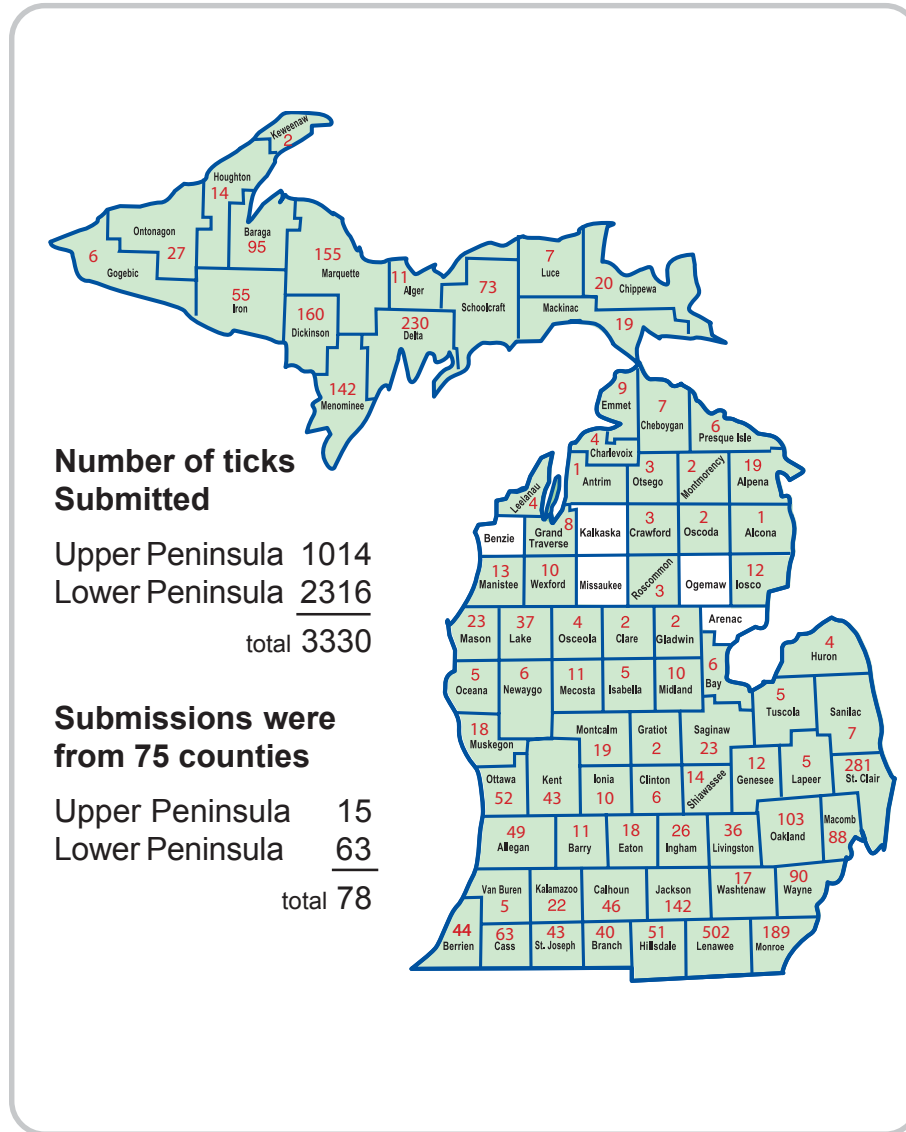 Keweenaw
2
Houghton
14
Ontonagon
27
Baraga
95
6
Gogebic
155
Marquette
11
Alger
73
Schoolcraft
7
Luce
20
Chippewa
Mackinac
19
55
Iron
160
Dickinson
230
Delta
142
Menominee
Number of ticks
Submitted
Upper Peninsula 1014
Lower Peninsula 2316
total 3330
Submissions were
from 75 counties
Upper Peninsula 15
Lower Peninsula 63
total 78
9
Emmet
7
Cheboygan
6
Presque Isle
4
Charlevoix
1
Antrim
3
Otsego
2
Montmorency
19
Alpena
Leelanau
4
Benzie
8
Grand
Traverse
Kalkaska
3
Crawford
2
Oscoda
1
Alcona
13
Manistee
10
Wexford
Missaukee
Roscommon
3
Ogemaw
12
Iosco
Arenac
23
Mason
37
Lake
4
Osceola
2
Clare
2
Gladwin
4
Huron
5
Oceana
6
Newaygo
11
Mecosta
5
Isabella
10
Midland
6
Bay
5
Tuscola
Sanilac
7
18
Muskegon
Montcalm
19
Gratiot
2
Saginaw
23
Ottawa
52
Kent
43
Ionia
10
Clinton
6
14
Shiawassee
12
Genesee
5
Lapeer
281
St. Clair
49
Allegan
11
Barry
18
Eaton
26
Ingham
36
Livingston
103
Oakland
Macomb
88
Van Buren
5
Kalamazoo
22
Calhoun
46
Jackson
142
17
Washtenaw
90
Wayne
44
Berrien
63
Cass
43
St. Joseph
40
Branch
51
Hillsdale
502
Lenawee
189
Monroe